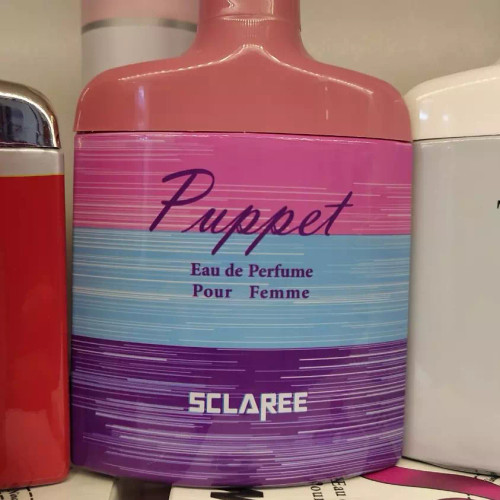 Puppet
Eau de Perfume
Pour Femme
SCLAREE